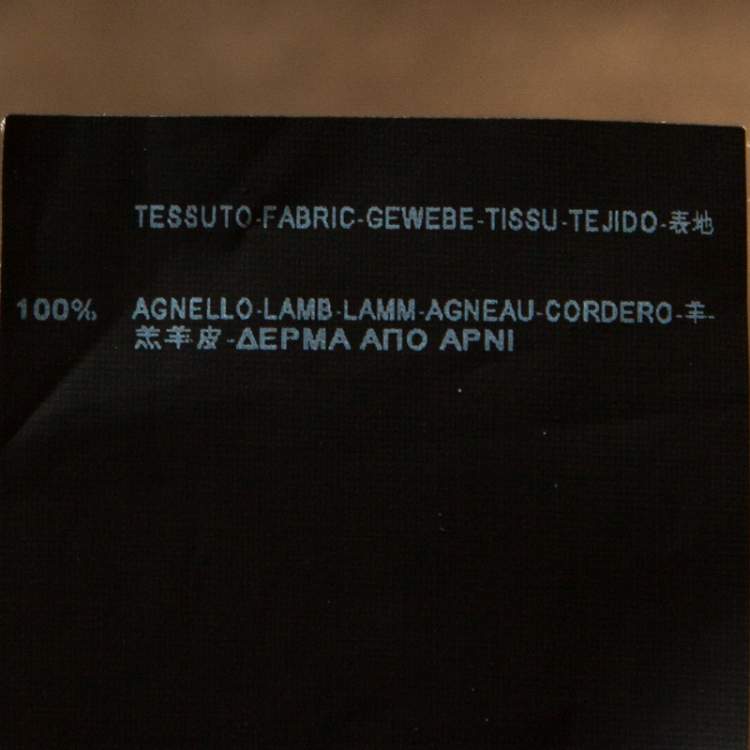 TESSUTO-FABRIC-GEWEBE-TISSU-TEJIDO-表地
100% AGNELLO-LAMB-LAMM-AGNEAU-CORDERO-羊-
羔羊皮-ΔΕΡΜΑ ΑΠΟ ΑΡΝΙ